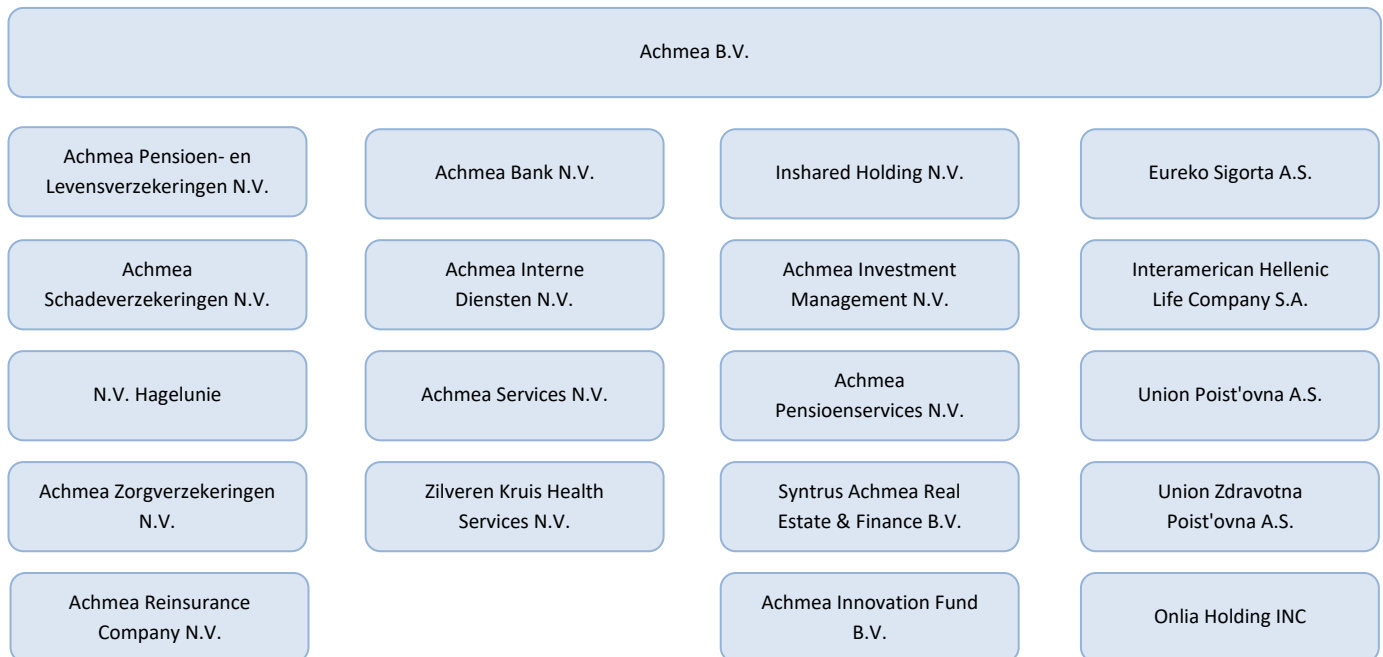 Achmea B.V.
Achmea Pensioen- en
Levensverzekeringen N.V.
Achmea Bank N.V.
Inshared Holding N.V.
Eureko Sigorta A.S.
Achmea
Schadeverzekeringen N.V.
Achmea Interne
Diensten N.V.
Achmea Investment
Management N.V.
Interamerican Hellenic
Life Company S.A.
N.V. Hagelunie
Achmea Services N.V.
Achmea
Pensioenservices N.V.
Union Poist'ovna A.S.
Achmea Zorgverzekeringen
N.V.
Zilveren Kruis Health
Services N.V.
Syntrus Achmea Real
Estate & Finance B.V.
Union Zdravotna
Poist'ovna A.S.
Achmea Reinsurance
Company N.V.
Achmea Innovation Fund
B.V.
Onlia Holding INC